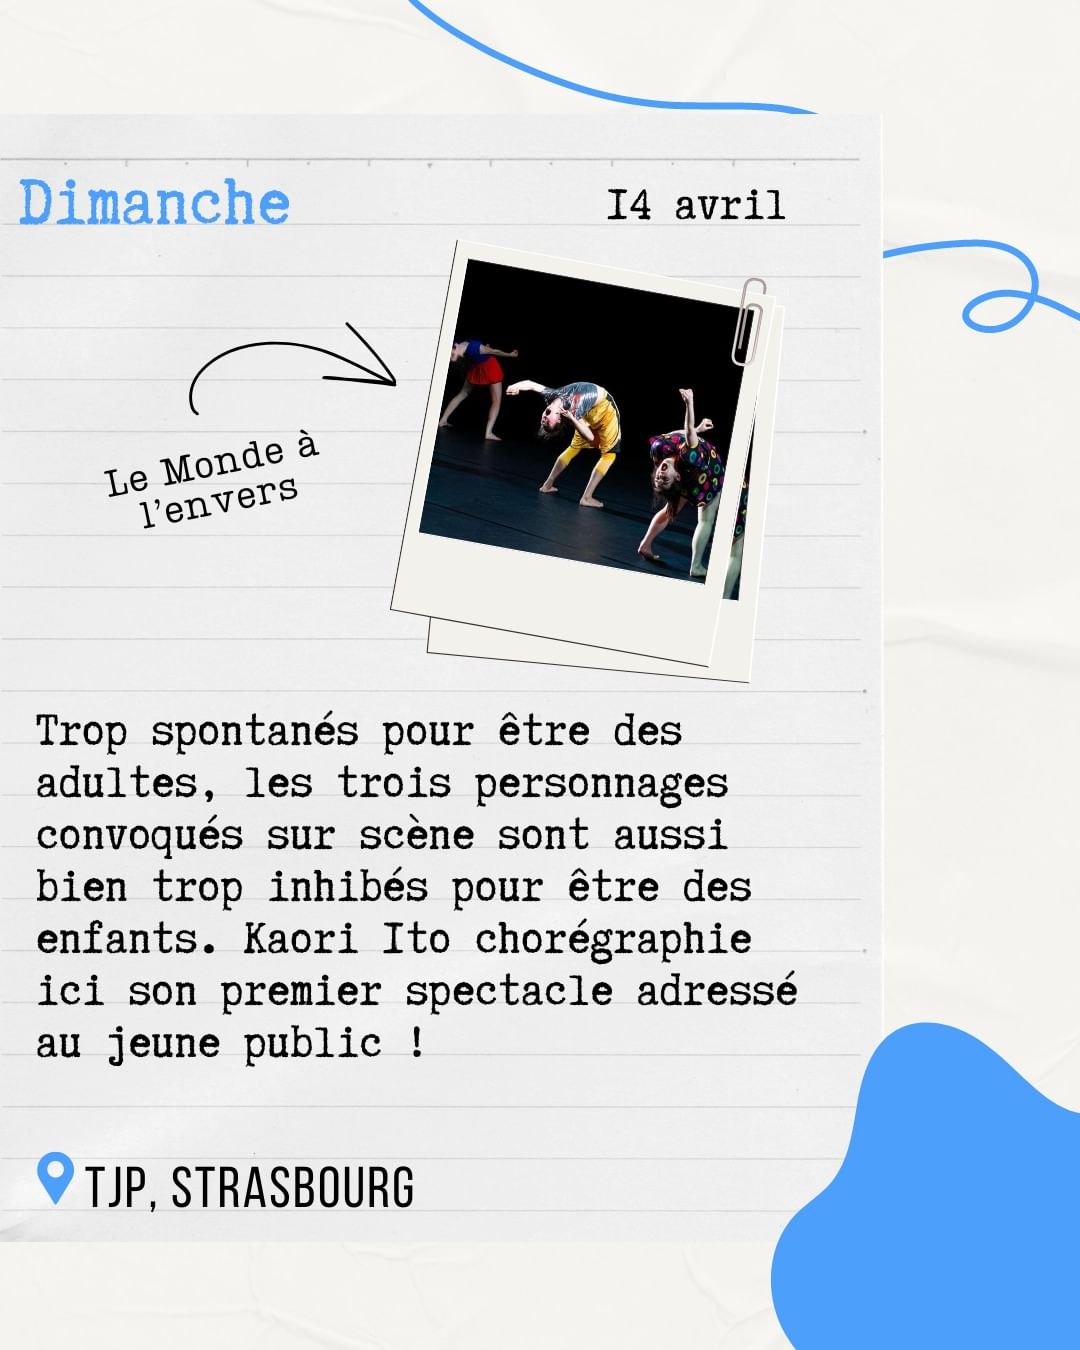 Dimanche
14 avril
Le Monde à
l'envers
Trop spontanés pour être des
adultes, les trois personnages
convoqués sur scène sont aussi
bien trop inhibés pour être des
enfants. Kaori Ito chorégraphie
ici son premier spectacle adressé
au jeune public !
TJP, STRASBOURG